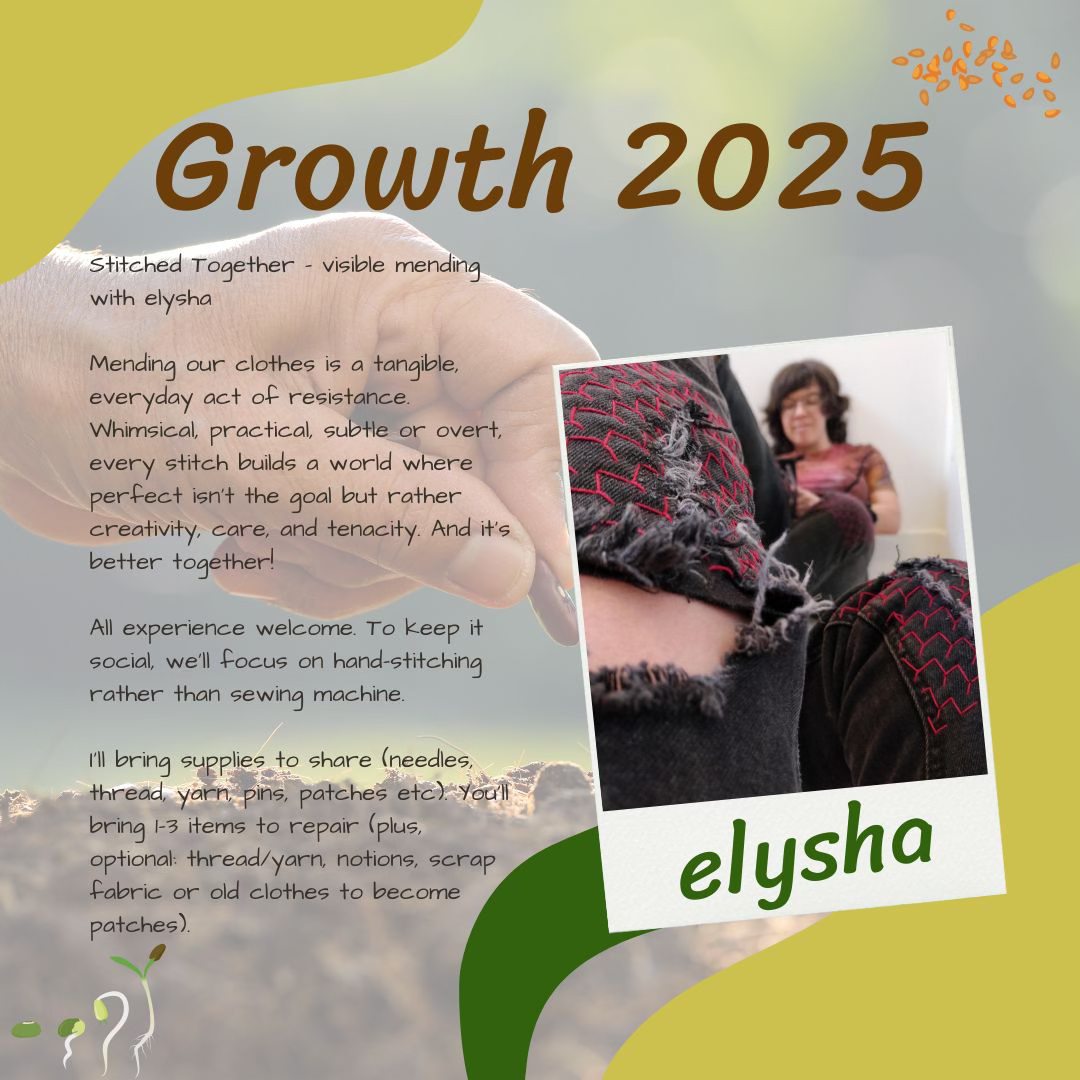 Growth 2025
Stitched Together - visible mending
with elysha
Mending our clothes is a tangible,
everyday act of resistance.
Whimsical, practical, subtle or overt,
every stitch builds a world where
perfect isn't the goal but rather
creativity, care, and tenacity. And it's
better together!
All experience welcome. To keep it
social, we'll focus on hand-stitching
rather than sewing machine.
I'll bring supplies to share (needles,
thread, yarn, pins, patches etc). You'll
bring 1-3 items to repair (plus,
optional: thread/yarn, notions, scrap
fabric or old clothes to become
patches).
elysha